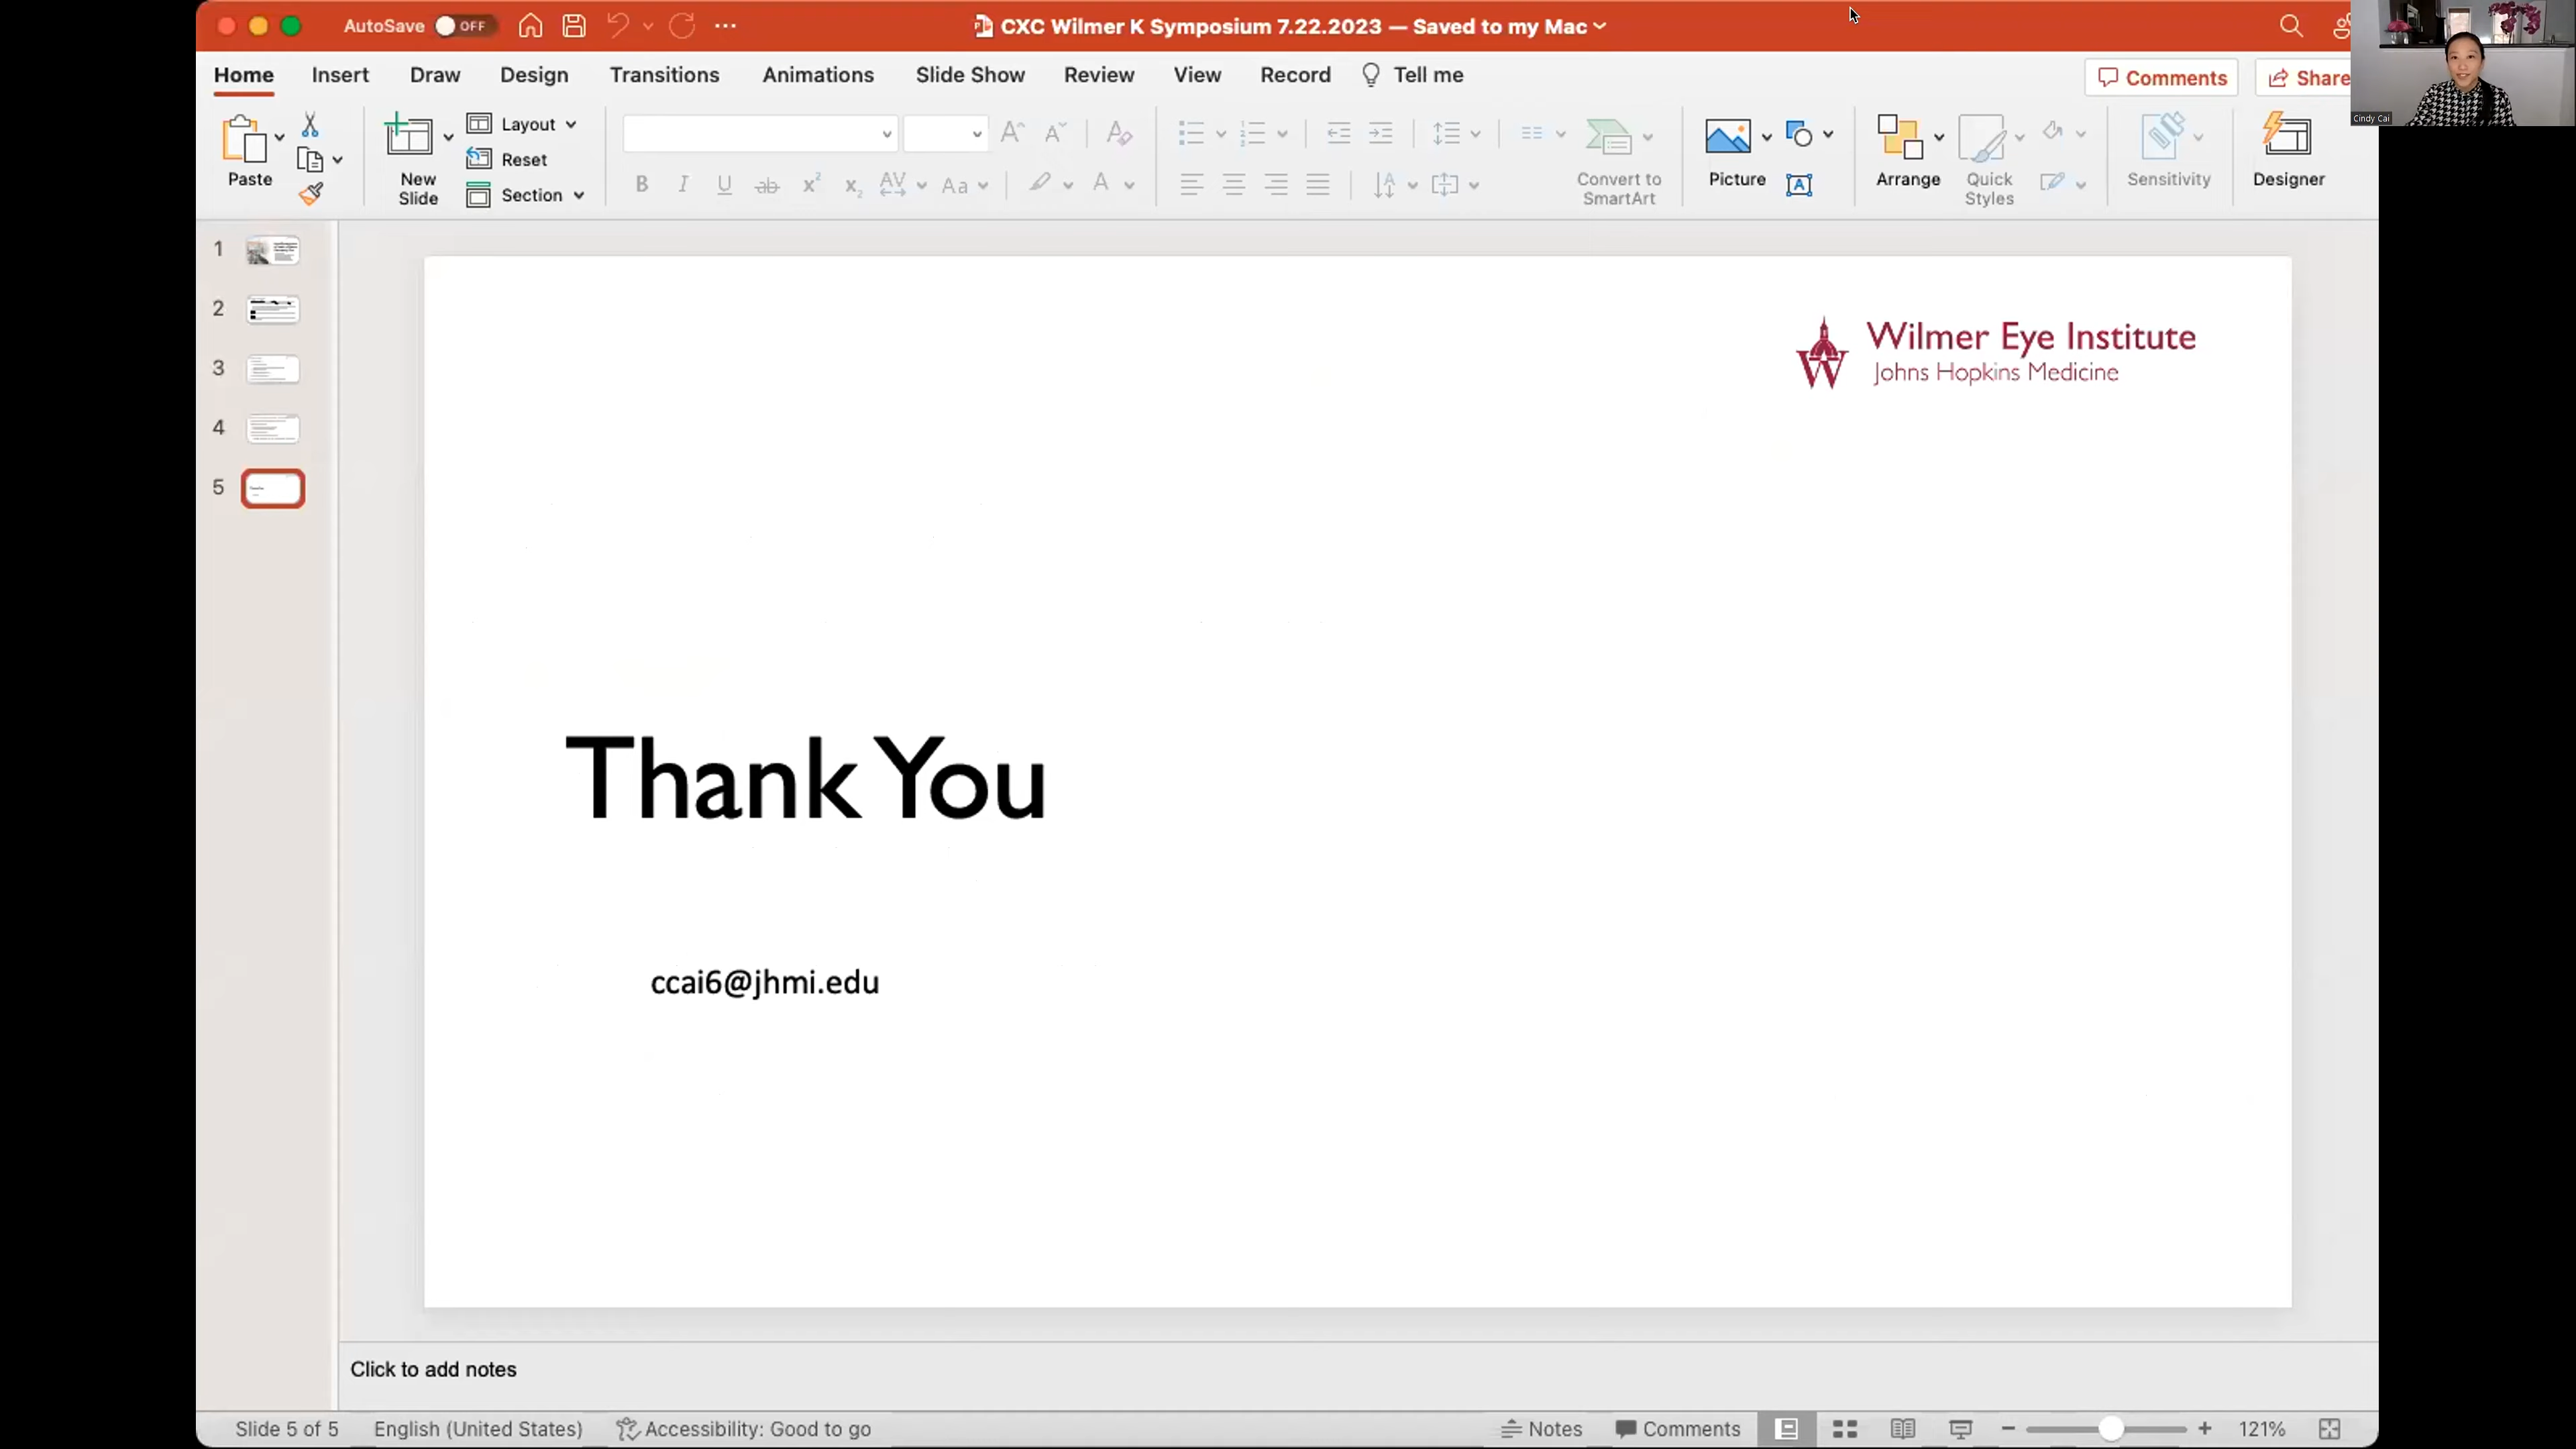 AutoSave OFF
CXC Wilmer K Symposium 7.22.2023 — Saved to my Mac
Home Insert Draw Design Transitions Animations Slide Show Review View Record Tell me
Comments Share
Cindy Cai
Paste
New Slide
Layout
Reset
Section
Convert to SmartArt
Picture
Arrange
Quick Styles
Sensitivity
Designer
1
2
3
4
5
Wilmer Eye Institute
Johns Hopkins Medicine
Thank You
ccai6@jhmi.edu
Click to add notes
Slide 5 of 5 English (United States) Accessibility: Good to go Notes Comments 121%